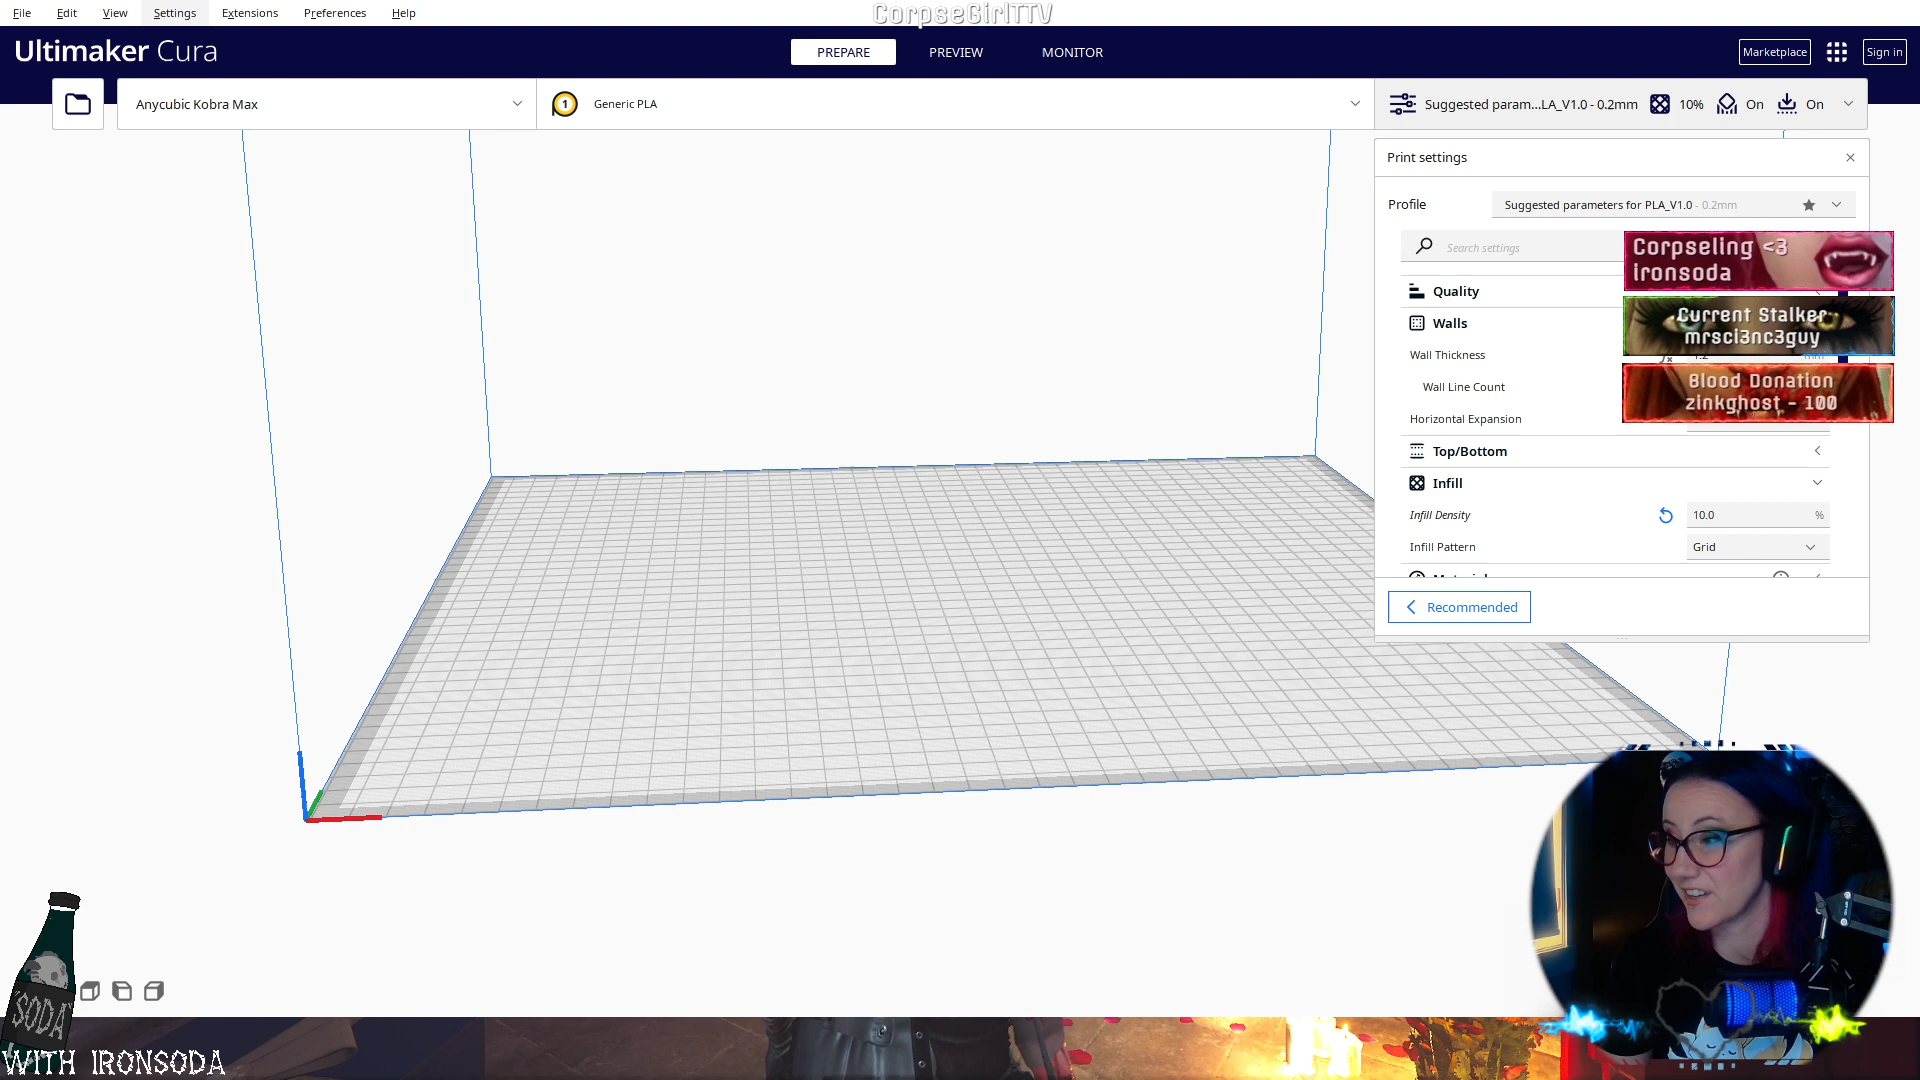 File Edit View Settings Extensions Preferences Help
CorpseGirlTTV
Ultimaker Cura
PREPARE PREVIEW MONITOR
Marketplace
Sign in
Anycubic Kobra Max
1 Generic PLA
Suggested param...LA_V1.0 - 0.2mm 10% On On
Print settings
Profile
Suggested parameters for PLA_V1.0 - 0.2mm
Search settings
Corpseling <3
ironsoda
Quality
Walls
Current Stalker
mrsci3nc3guy
Wall Thickness
Wall Line Count
Blood Donation
zinkghost - 100
Horizontal Expansion
Top/Bottom
Infill
Infill Density 10.0 %
Infill Pattern Grid
Recommended
SODA
WITH IRONSODA